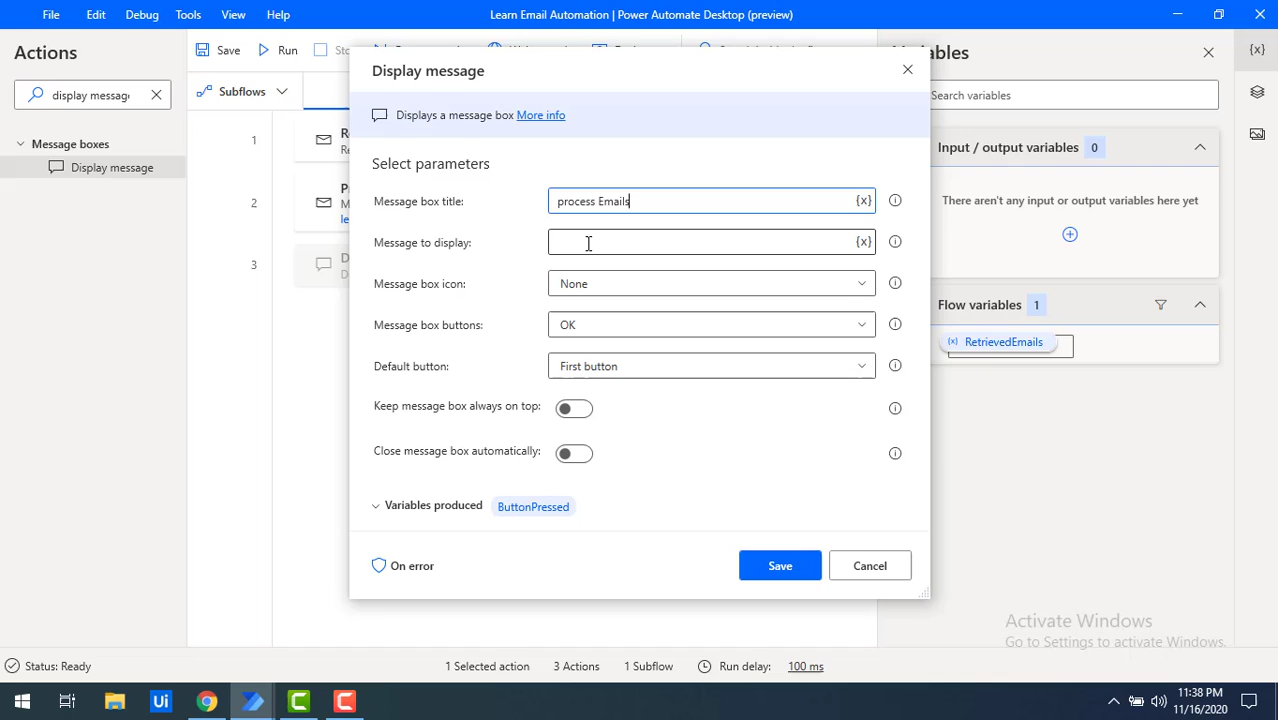 File Edit Debug Tools View Help Learn Email Automation | Power Automate Desktop (preview)
Actions
Save Run
Variables
{x}
display message
Subflows
Search variables
Message boxes
Display message
1
2
3
Display message
Displays a message box More info
Select parameters
Message box title: process Emails {x}
Message to display: {x}
Message box icon: None
Message box buttons: OK
Default button: First button
Keep message box always on top:
Close message box automatically:
Variables produced ButtonPressed
On error Save Cancel
Input / output variables 0
There aren't any input or output variables here yet
Flow variables 1
(x) RetrievedEmails
Activate Windows
Go to Settings to activate Windows.
Status: Ready 1 Selected action 3 Actions 1 Subflow Run delay: 100 ms
Ui
11:38 PM
11/16/2020